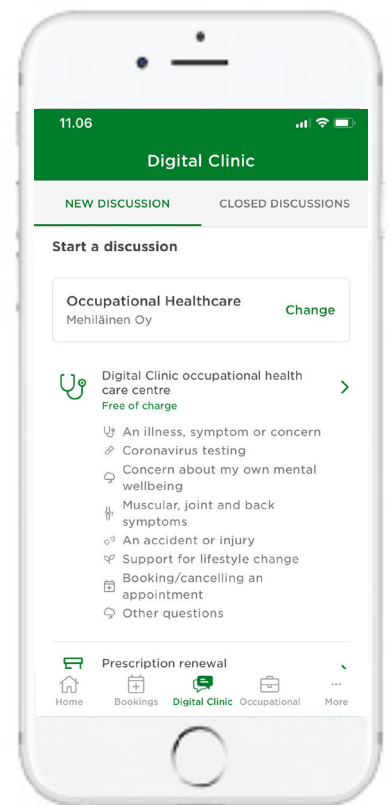 11.06
Digital Clinic
NEW DISCUSSION CLOSED DISCUSSIONS
Start a discussion
Occupational Healthcare
Mehiläinen Oy
Change
Digital Clinic occupational health
care centre
Free of charge
An illness, symptom or concern
Coronavirus testing
Concern about my own mental
wellbeing
Muscular, joint and back
symptoms
An accident or injury
Support for lifestyle change
Booking/cancelling an
appointment
Other questions
Prescription renewal
Home Bookings Digital Clinic Occupational More